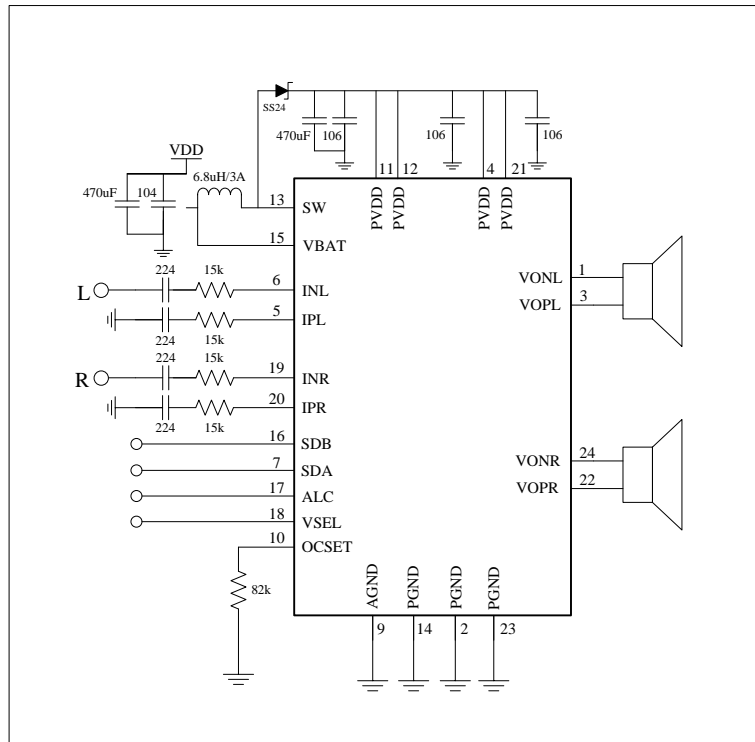 SS24
470uF
106
106
106
VDD
470uF
104
6.8uH/3A
11
12
4
21
PVDD
PVDD
PVDD
PVDD
13
SW
15
VBAT
L
224
15k
6
INL
224
15k
5
IPL
R
224
15k
19
INR
224
15k
20
IPR
16
SDB
7
SDA
17
ALC
18
VSEL
10
OCSET
82k
VONL
1
VOPL
3
VONR
24
VOPR
22
AGND
PGND
PGND
PGND
9
14
2
23